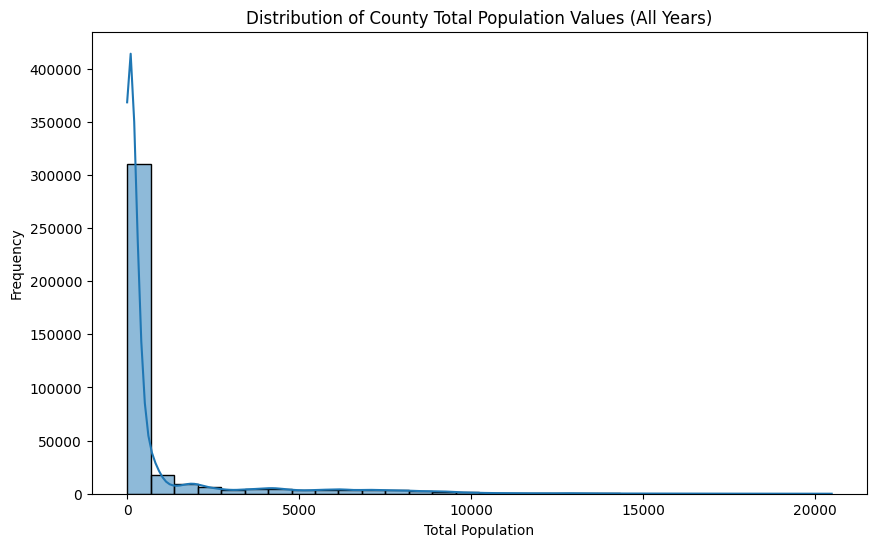 Distribution of County Total Population Values (All Years)
400000
350000
300000
250000
200000
150000
100000
50000
0
Frequency
0 5000 10000 15000 20000
Total Population